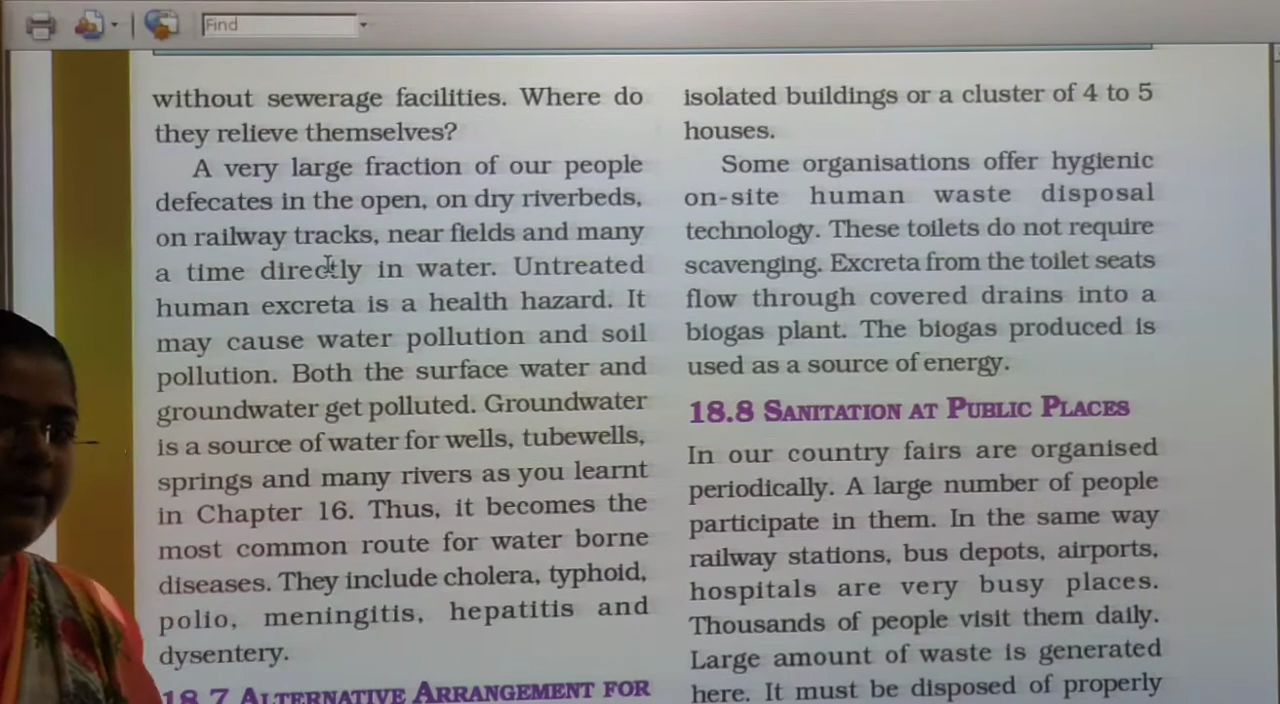 Find
without sewerage facilities. Where do
they relieve themselves?
A very large fraction of our people
defecates in the open, on dry riverbeds,
on railway tracks, near fields and many
a time directly in water. Untreated
human excreta is a health hazard. It
may cause water pollution and soil
pollution. Both the surface water and
groundwater get polluted. Groundwater
is a source of water for wells, tubewells,
springs and many rivers as you learnt
in Chapter 16. Thus, it becomes the
most common route for water borne
diseases. They include cholera, typhoid,
polio, meningitis, hepatitis and
dysentery.
18.7 ALTERNATIVE ARRANGEMENT FOR
isolated buildings or a cluster of 4 to 5
houses.
Some organisations offer hygienic
on-site human waste disposal
technology. These toilets do not require
scavenging. Excreta from the toilet seats
flow through covered drains into a
biogas plant. The biogas produced is
used as a source of energy.
18.8 SANITATION AT PUBLIC PLACES
In our country fairs are organised
periodically. A large number of people
participate in them. In the same way
railway stations, bus depots, airports,
hospitals are very busy places.
Thousands of people visit them daily.
Large amount of waste is generated
here. It must be disposed of properly